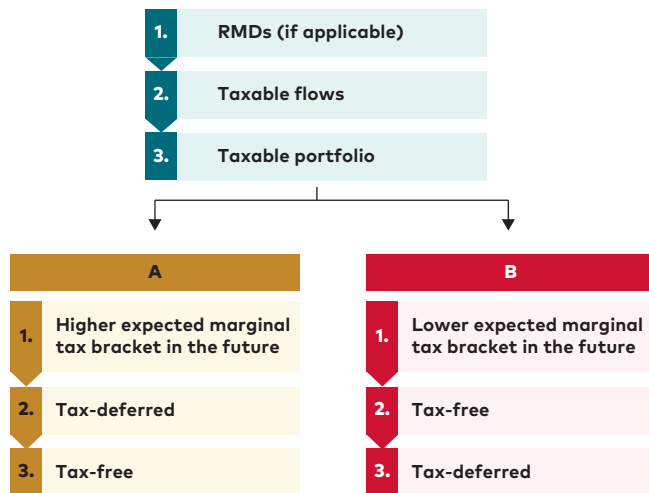 1. RMDs (if applicable)
2. Taxable flows
3. Taxable portfolio
A
1. Higher expected marginal
tax bracket in the future
2. Tax-deferred
3. Tax-free
B
1. Lower expected marginal
tax bracket in the future
2. Tax-free
3. Tax-deferred